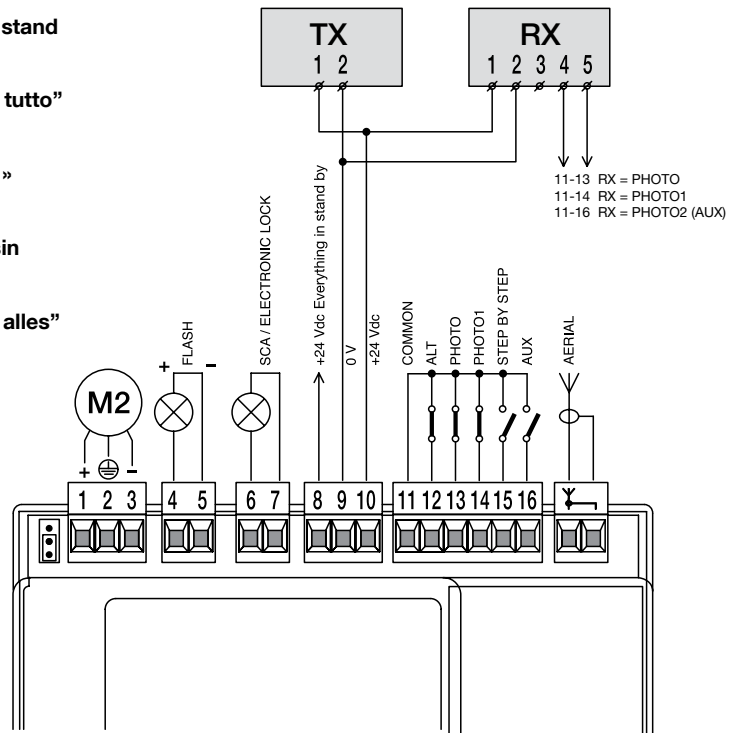 stand
tutto”
»
sin
alles”
TX
1 2
RX
1 2 3 4 5
11-13 RX = PHOTO
11-14 RX = PHOTO1
11-16 RX = PHOTO2 (AUX)
M2
+ -
+ FLASH -
SCA / ELECTRONIC LOCK
+24 Vdc Everything in stand by
0 V
+24 Vdc
COMMON
ALT
PHOTO
PHOTO1
STEP BY STEP
AUX
AERIAL
1 2 3 4 5 6 7 8 9 10 11 12 13 14 15 16